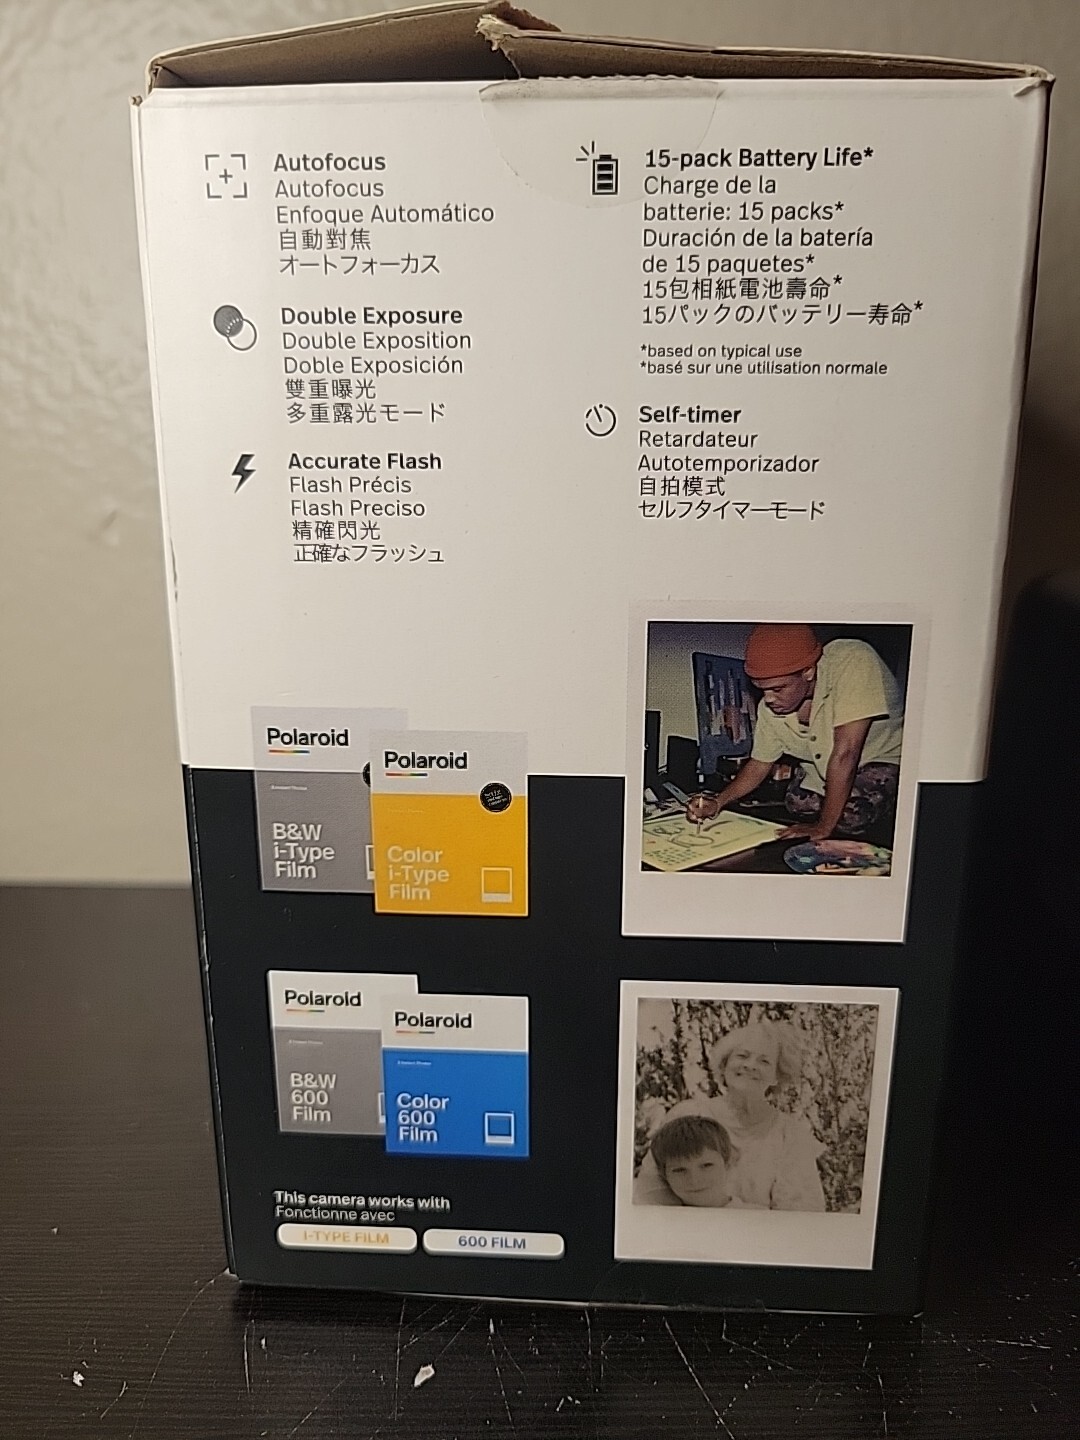 Autofocus
Autofocus
Enfoque Automático
自動對焦
オートフォーカス
Double Exposure
Double Exposition
Doble Exposición
雙重曝光
多重露光モード
Accurate Flash
Flash Précis
Flash Preciso
精確閃光
正確なフラッシュ
15-pack Battery Life*
Charge de la
batterie: 15 packs*
Duración de la batería
de 15 paquetes*
15包相紙電池壽命*
15パックのバッテリー寿命*
*based on typical use
*basé sur une utilisation normale
Self-timer
Retardateur
Autotemporizador
自拍模式
セルフタイマーモード
Polaroid
B&W
i-Type
Film
Polaroid
Color
i-Type
Film
Polaroid
B&W
600
Film
Polaroid
Color
600
Film
This camera works with
Fonctionne avec
I-TYPE FILM
600 FILM